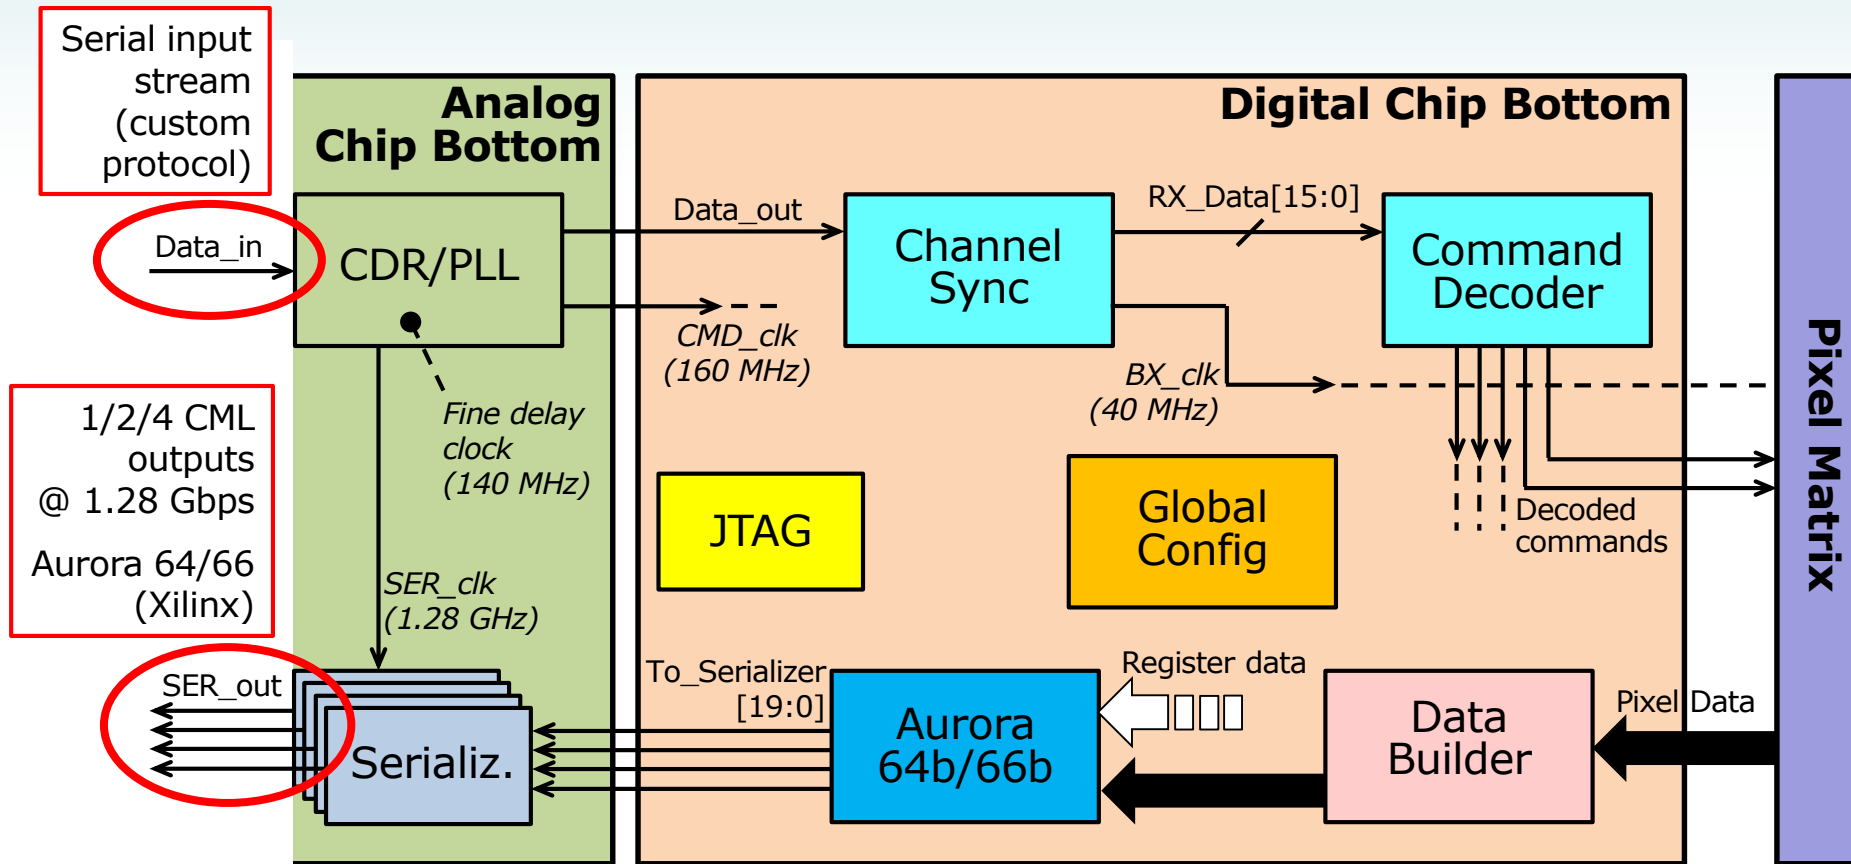 Serial input
stream
(custom
protocol)
Analog
Chip Bottom
Digital Chip Bottom
Data_in
CDR/PLL
Data_out
Channel
Sync
RX_Data[15:0]
Command
Decoder
CMD_clk
(160 MHz)
BX_clk
(40 MHz)
Fine delay
clock
(140 MHz)
1/2/4 CML
outputs
@ 1.28 Gbps
Aurora 64/66
(Xilinx)
JTAG
Global
Config
Decoded
commands
Pixel Matrix
SER_clk
(1.28 GHz)
SER_out
Serializ.
To_Serializer
[19:0]
Aurora
64b/66b
Register data
Data
Builder
Pixel Data